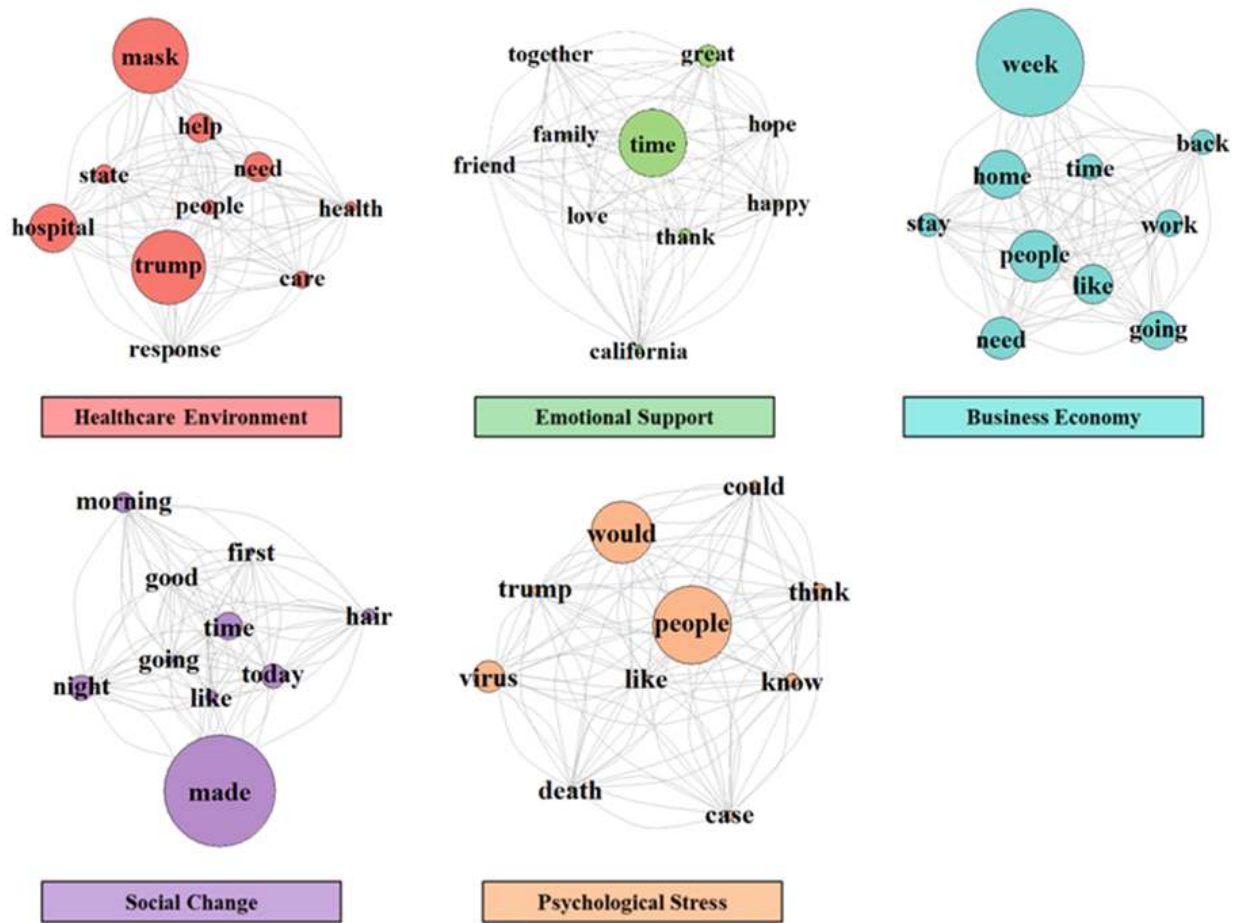 mask
help
need
state
people
health
hospital
trump
care
response
Healthcare Environment
together
great
family
time
hope
friend
love
happy
thank
california
Emotional Support
week
back
home
time
stay
work
people
like
need
going
Business Economy
morning
first
good
hair
time
going
today
night
like
made
Social Change
could
would
trump
think
people
virus
like
know
death
case
Psychological Stress